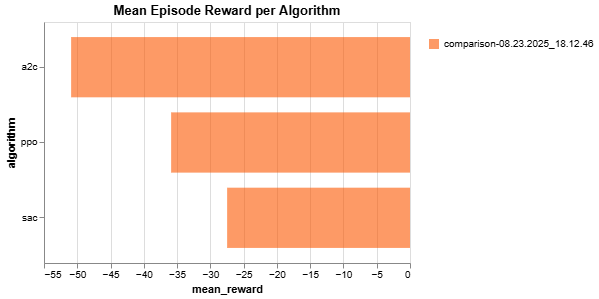 Mean Episode Reward per Algorithm
comparison-08.23.2025_18.12.46
algorithm
a2c
ppo
sac
−55 −50 −45 −40 −35 −30 −25 −20 −15 −10 −5 0
mean_reward